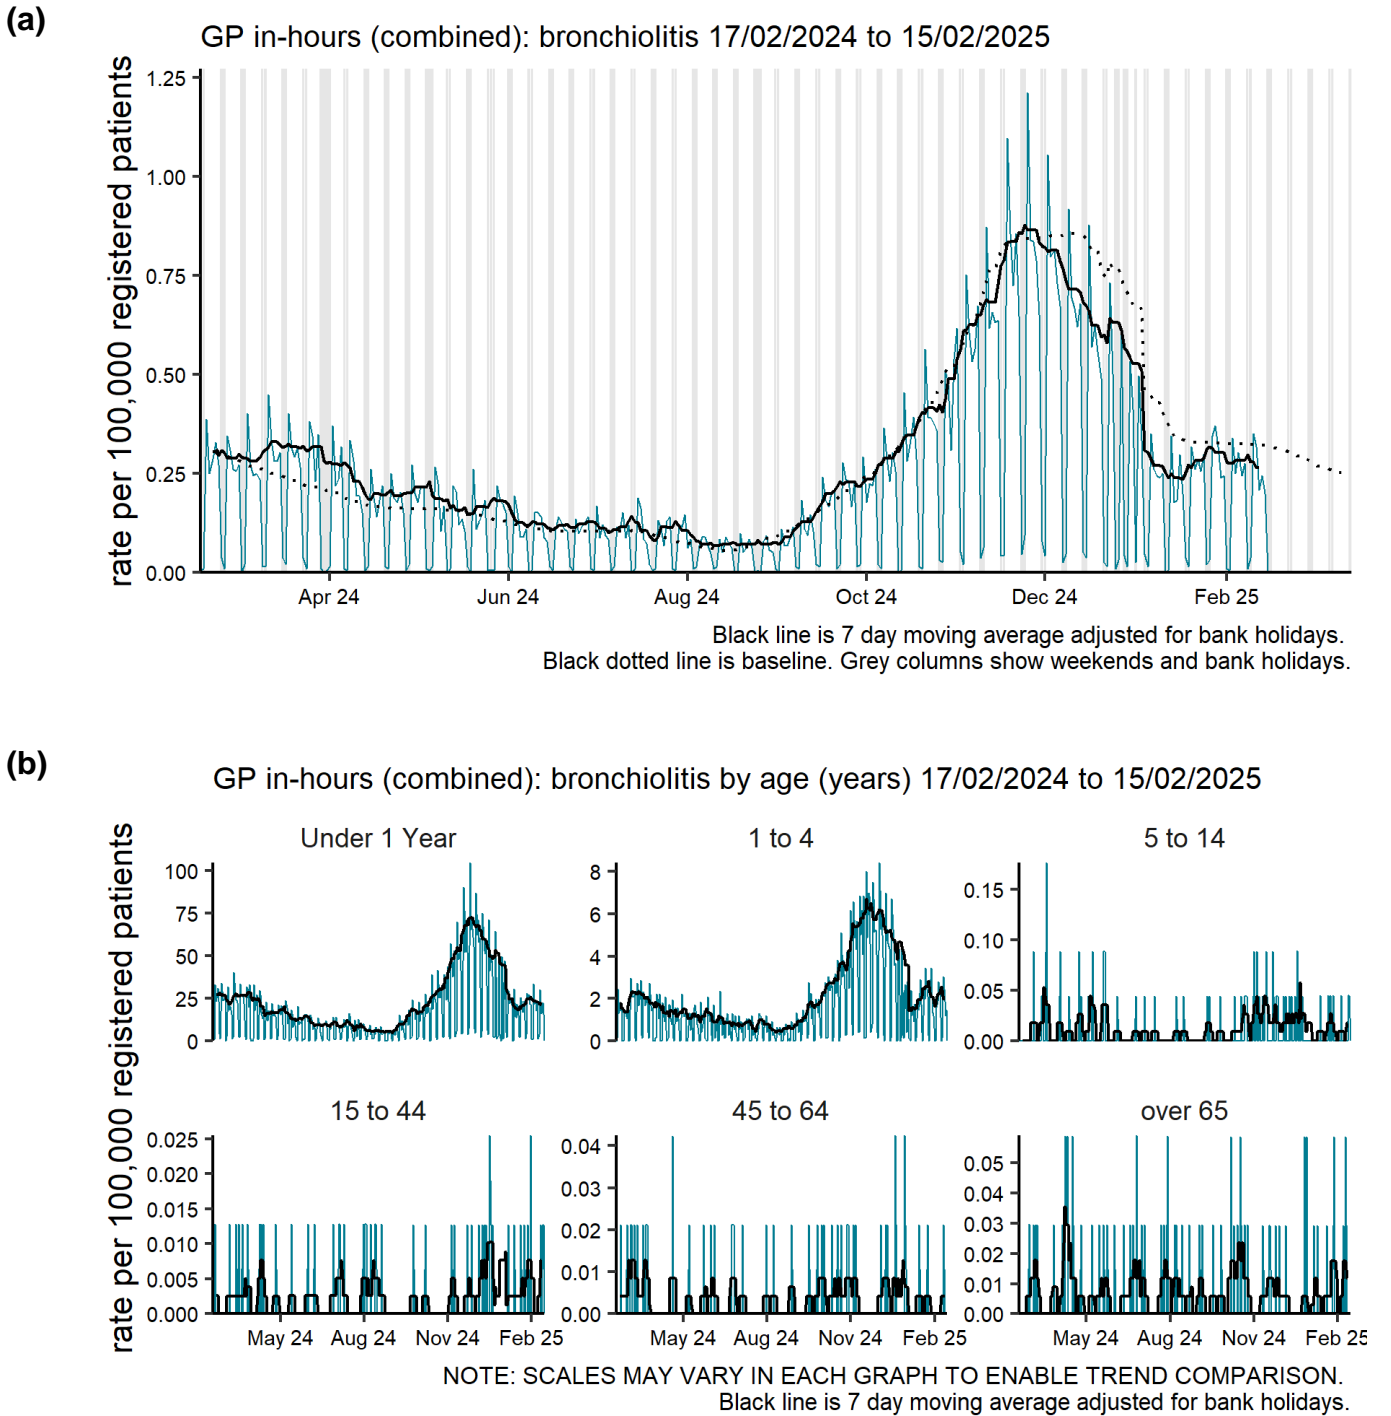 (a)
GP in-hours (combined): bronchiolitis 17/02/2024 to 15/02/2025
rate per 100,000 registered patients
1.25
1.00
0.75
0.50
0.25
0.00
Apr 24 Jun 24 Aug 24 Oct 24 Dec 24 Feb 25
Black line is 7 day moving average adjusted for bank holidays.
Black dotted line is baseline. Grey columns show weekends and bank holidays.
(b)
GP in-hours (combined): bronchiolitis by age (years) 17/02/2024 to 15/02/2025
rate per 100,000 registered patients
Under 1 Year
100
75
50
25
0
1 to 4
8
6
4
2
0
5 to 14
0.15
0.10
0.05
0.00
15 to 44
0.025
0.020
0.015
0.010
0.005
0.000
May 24 Aug 24 Nov 24 Feb 25
45 to 64
0.04
0.03
0.02
0.01
0.00
May 24 Aug 24 Nov 24 Feb 25
over 65
0.05
0.04
0.03
0.02
0.01
0.00
May 24 Aug 24 Nov 24 Feb 25
NOTE: SCALES MAY VARY IN EACH GRAPH TO ENABLE TREND COMPARISON.
Black line is 7 day moving average adjusted for bank holidays.